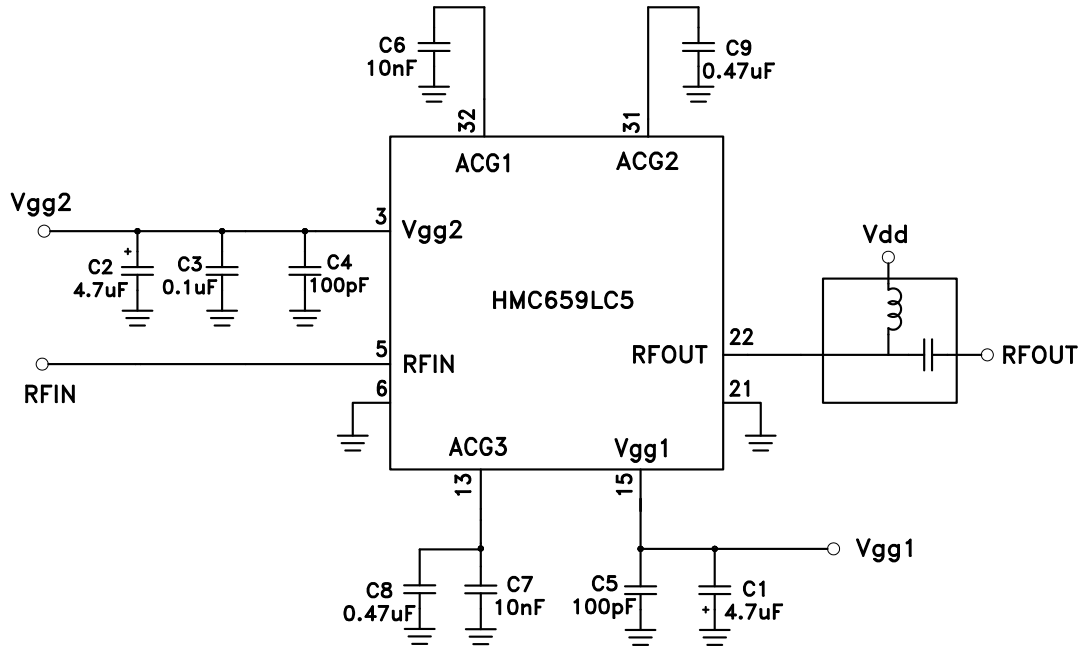 C6
10nF
C9
0.47uF
32
31
ACG1
ACG2
Vgg2
3
Vgg2
+
C2
4.7uF
C3
0.1uF
C4
100pF
Vdd
HMC659LC5
RFIN
5
RFIN
6
RFOUT
22
RFOUT
21
ACG3
Vgg1
13
15
Vgg1
C8
0.47uF
C7
10nF
C5
100pF
+
C1
4.7uF